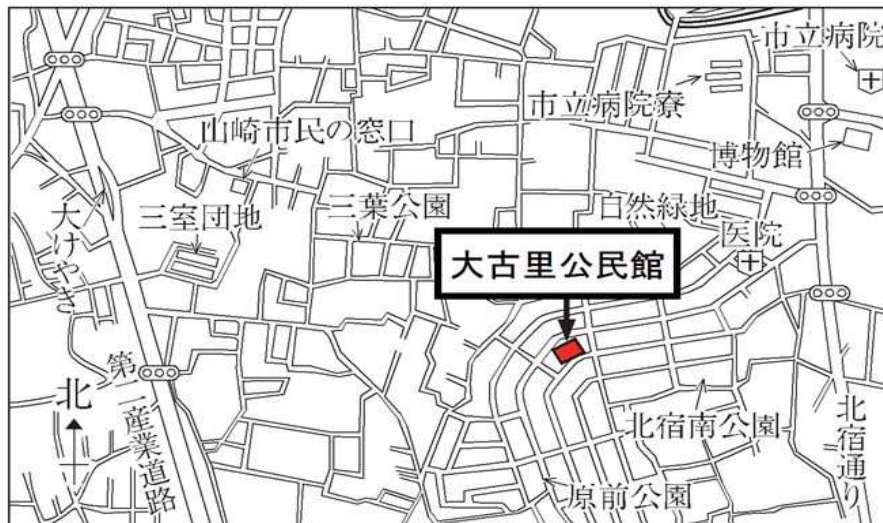 市立病院
市立病院寮
山崎市民の窓口
博物館
大けやき
三室団地
三葉公園
自然緑地
医院
大古里公民館
北
第二産業道路
北宿南公園
北宿通り
原前公園